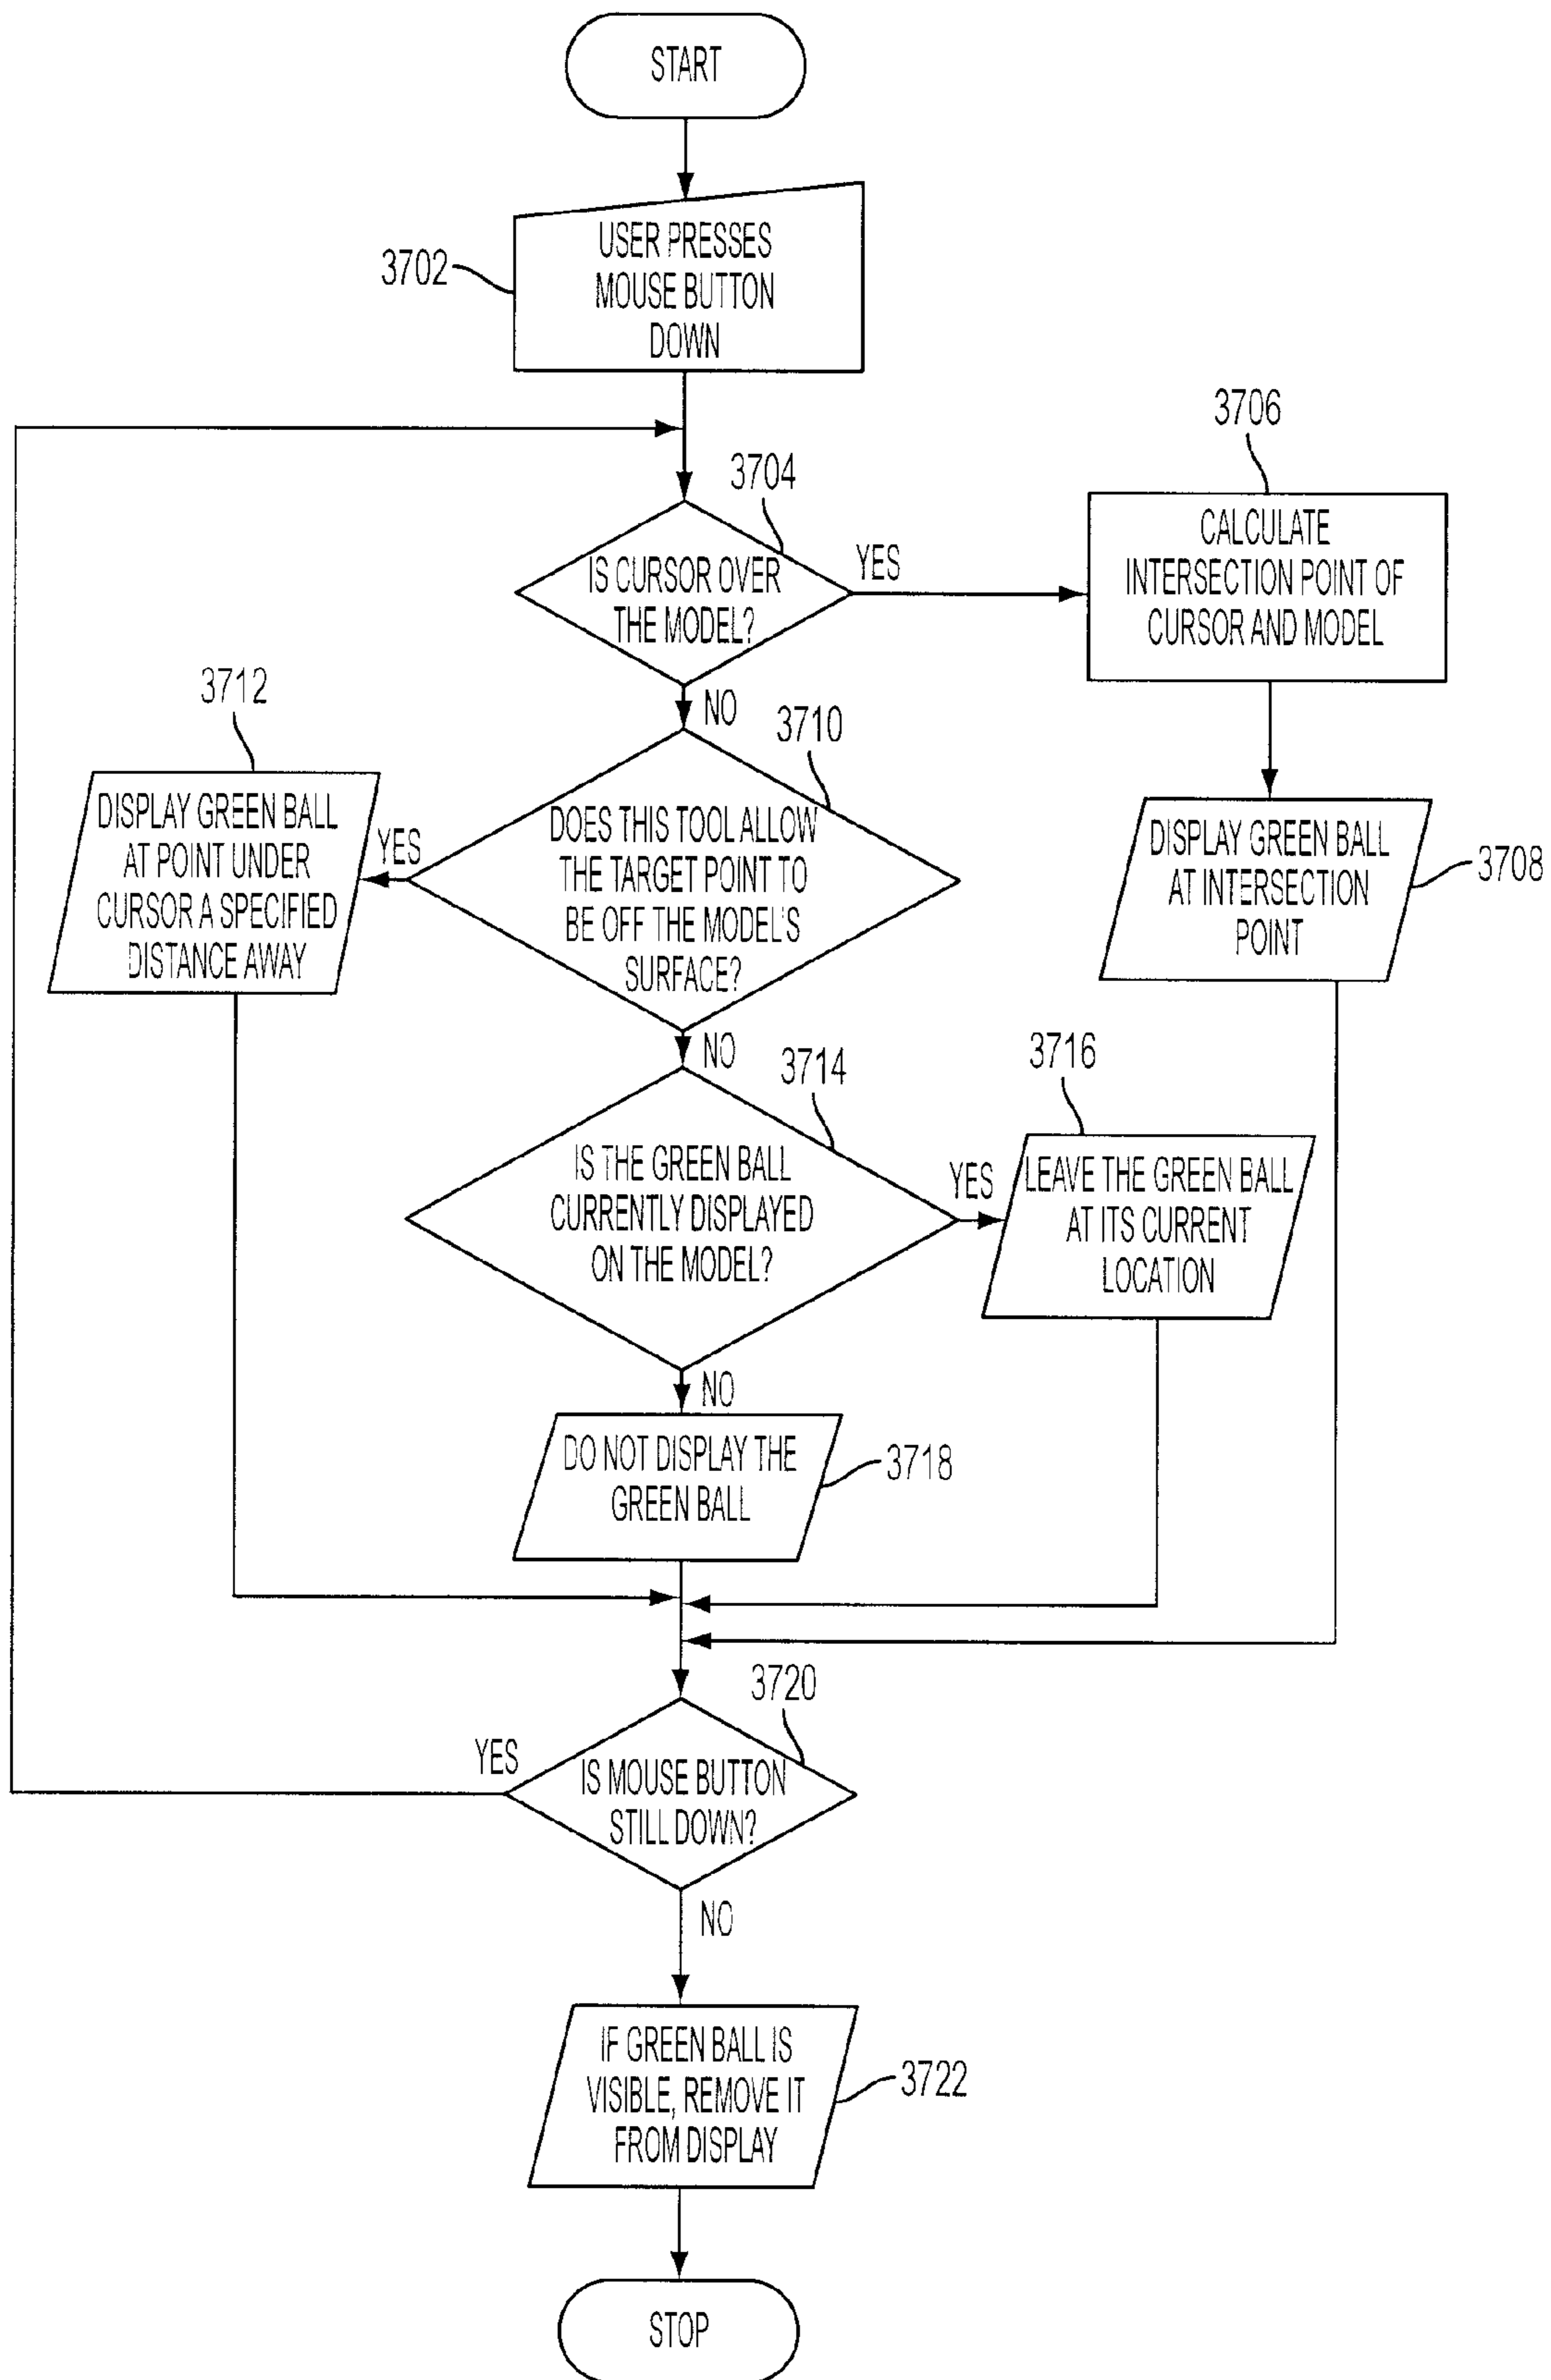 START
USER PRESSES
MOUSE BUTTON
DOWN
3702
3704
IS CURSOR OVER
THE MODEL?
YES
NO
3706
CALCULATE
INTERSECTION POINT OF
CURSOR AND MODEL
DISPLAY GREEN BALL
AT INTERSECTION
POINT
3708
3710
DOES THIS TOOL ALLOW
THE TARGET POINT TO
BE OFF THE MODEL'S
SURFACE?
YES
NO
3712
DISPLAY GREEN BALL
AT POINT UNDER
CURSOR A SPECIFIED
DISTANCE AWAY
3714
IS THE GREEN BALL
CURRENTLY DISPLAYED
ON THE MODEL?
YES
NO
3716
LEAVE THE GREEN BALL
AT ITS CURRENT
LOCATION
DO NOT DISPLAY THE
GREEN BALL
3718
3720
IS MOUSE BUTTON
STILL DOWN?
YES
NO
IF GREEN BALL IS
VISIBLE, REMOVE IT
FROM DISPLAY
3722
STOP